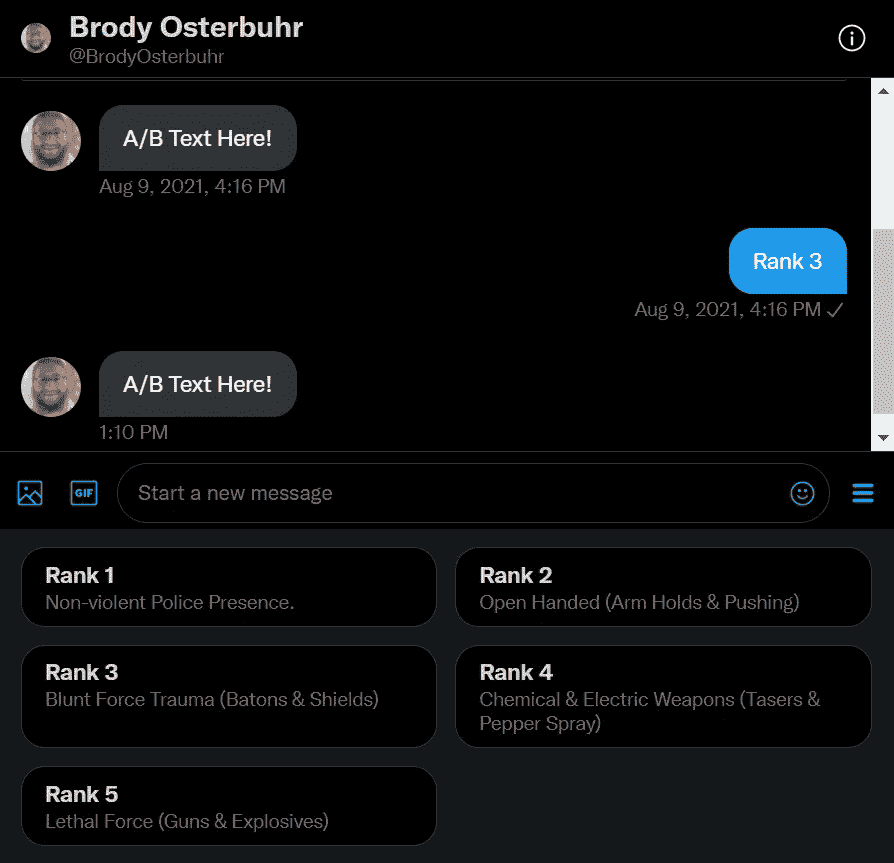 Brody Osterbuhr
@BrodyOsterbuhr
A/B Text Here!
Aug 9, 2021, 4:16 PM
Rank 3
Aug 9, 2021, 4:16 PM
A/B Text Here!
1:10 PM
GIF
Start a new message
Rank 1
Non-violent Police Presence.
Rank 2
Open Handed (Arm Holds & Pushing)
Rank 3
Blunt Force Trauma (Batons & Shields)
Rank 4
Chemical & Electric Weapons (Tasers &
Pepper Spray)
Rank 5
Lethal Force (Guns & Explosives)